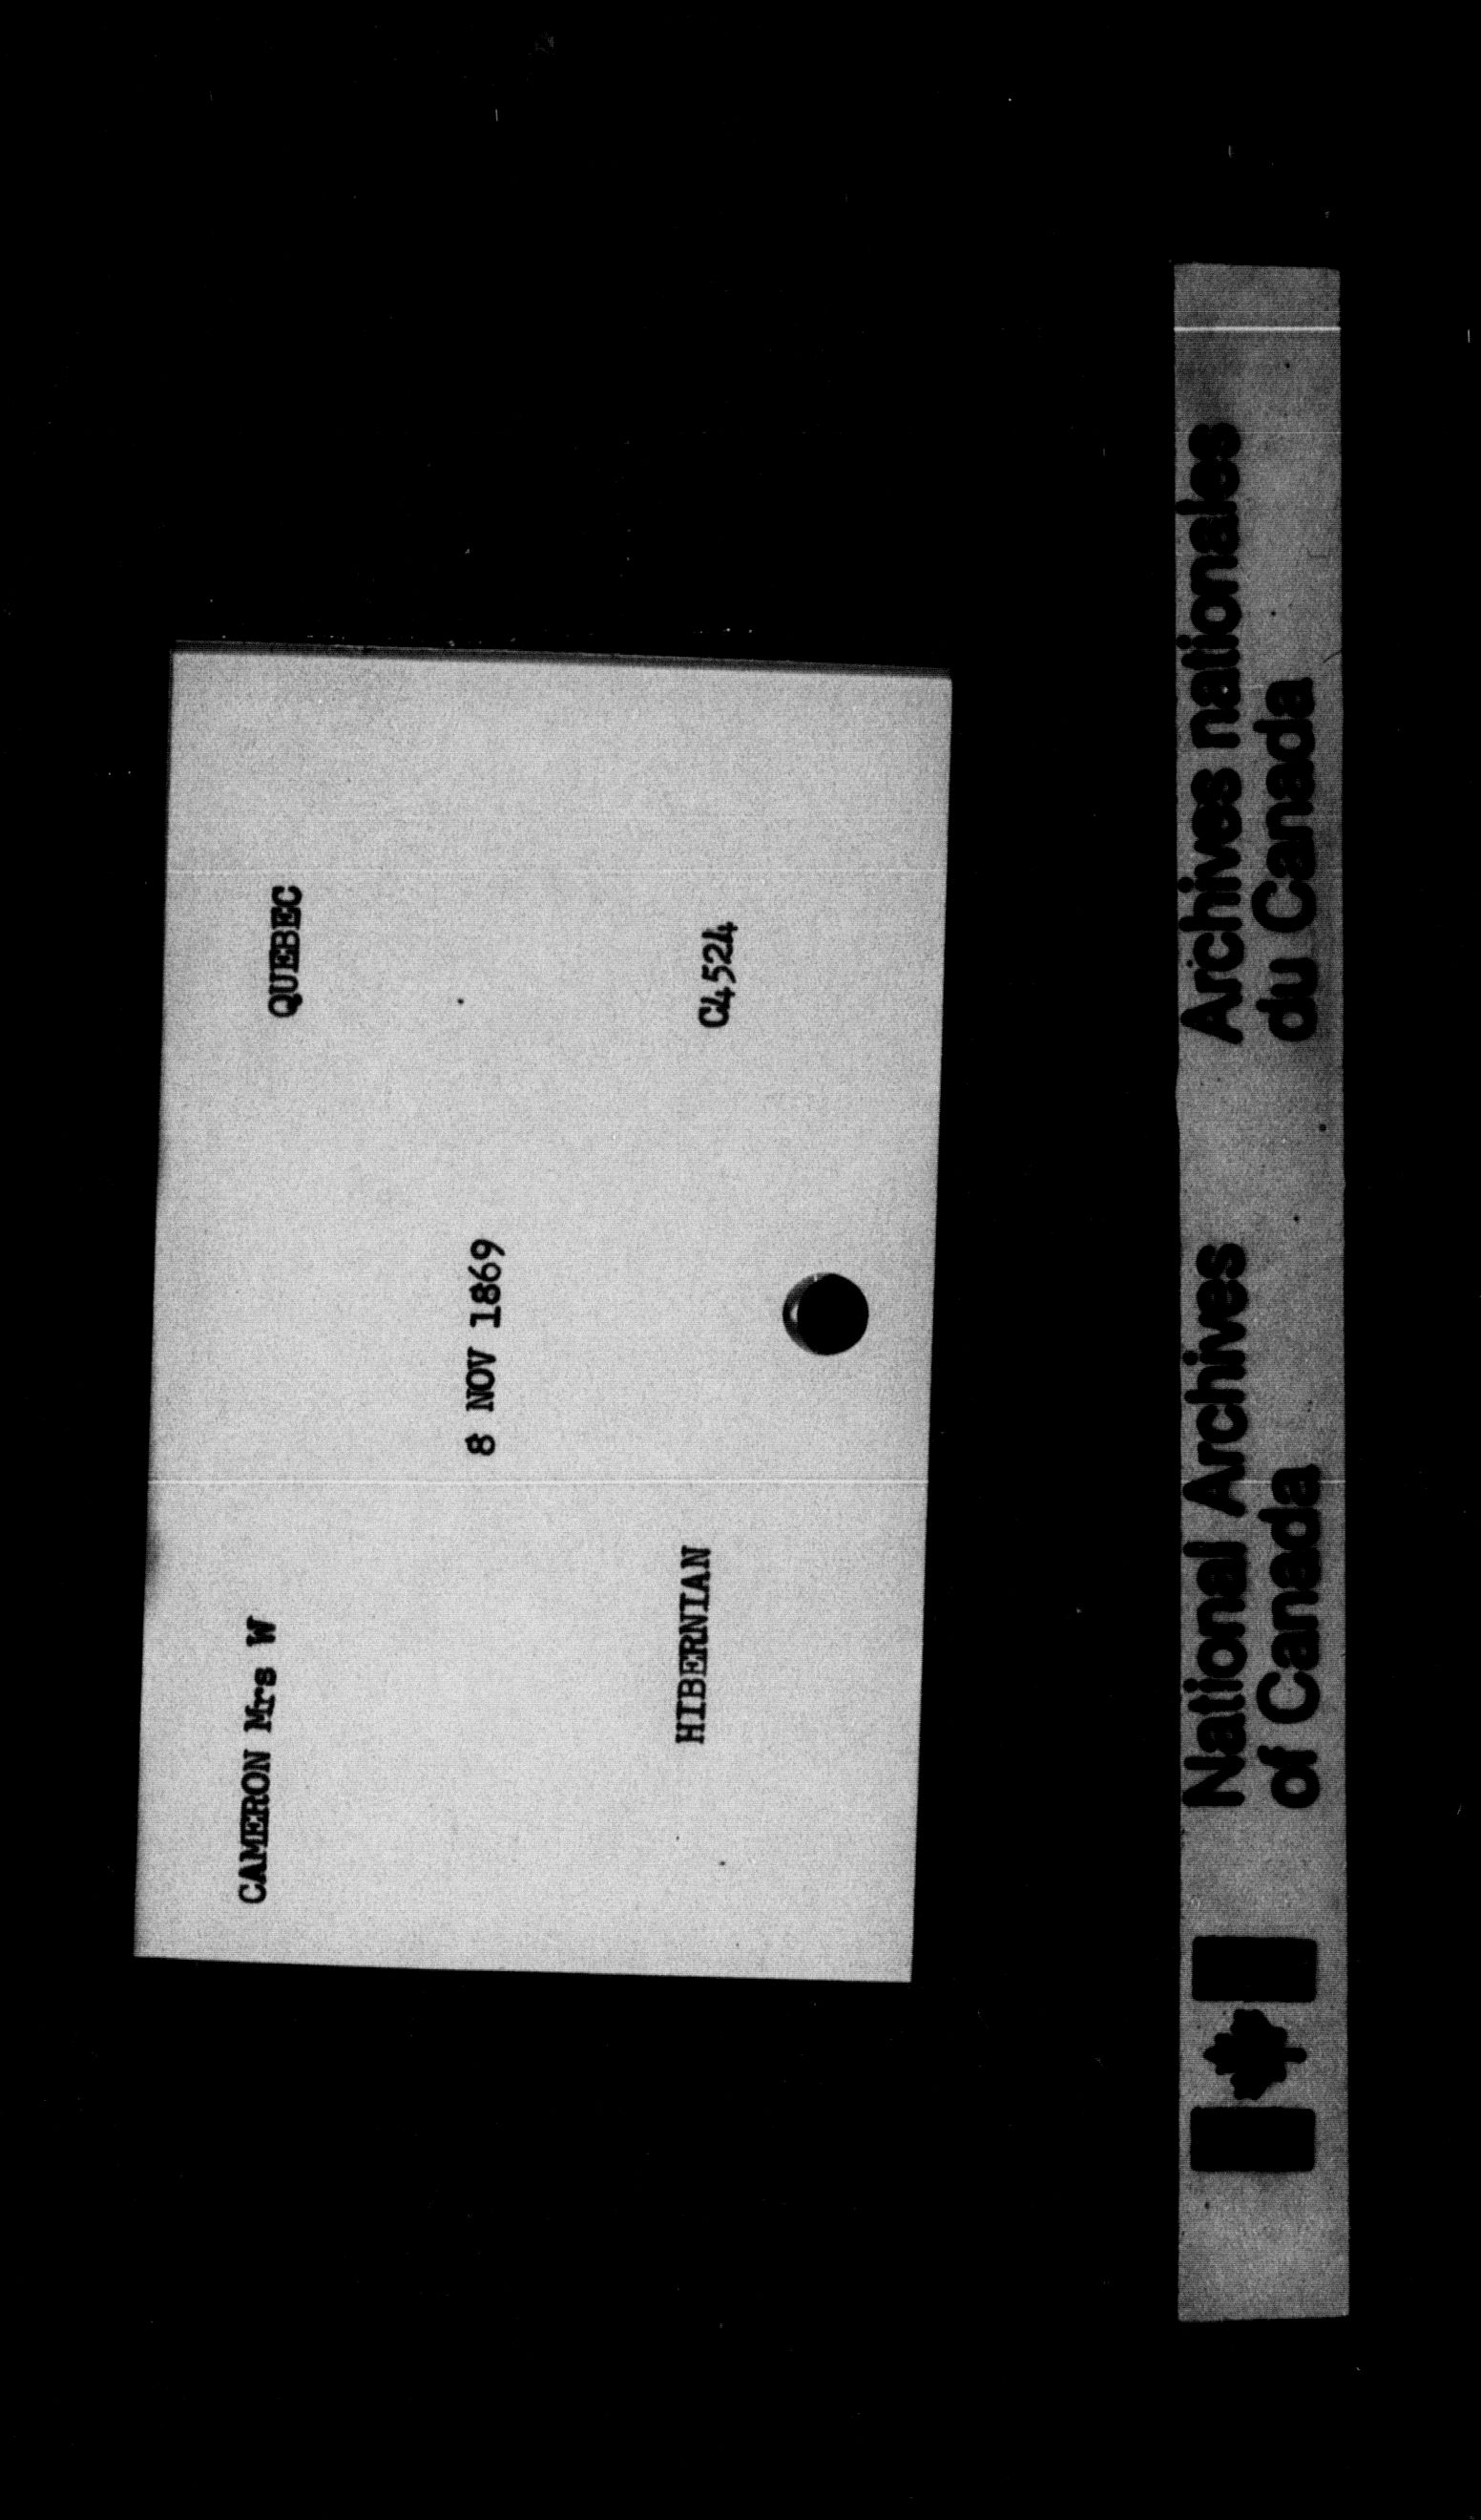 CAMERON Mrs W QUEBEC
8 NOV 1869
HIBERNIAN C4524
National Archives
of Canada
Archives nationales
du Canada